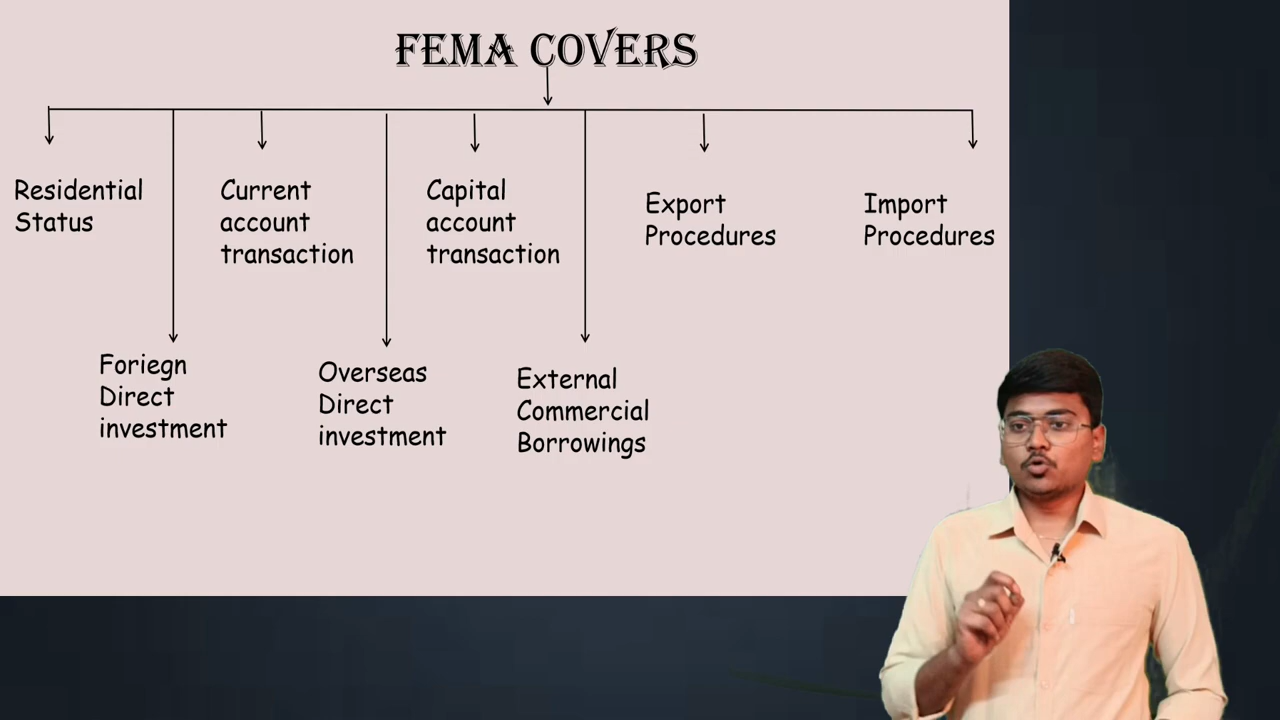 FEMA COVERS
Residential
Status
Current
account
transaction
Capital
account
transaction
Export
Procedures
Import
Procedures
Foriegn
Direct
investment
Overseas
Direct
investment
External
Commercial
Borrowings